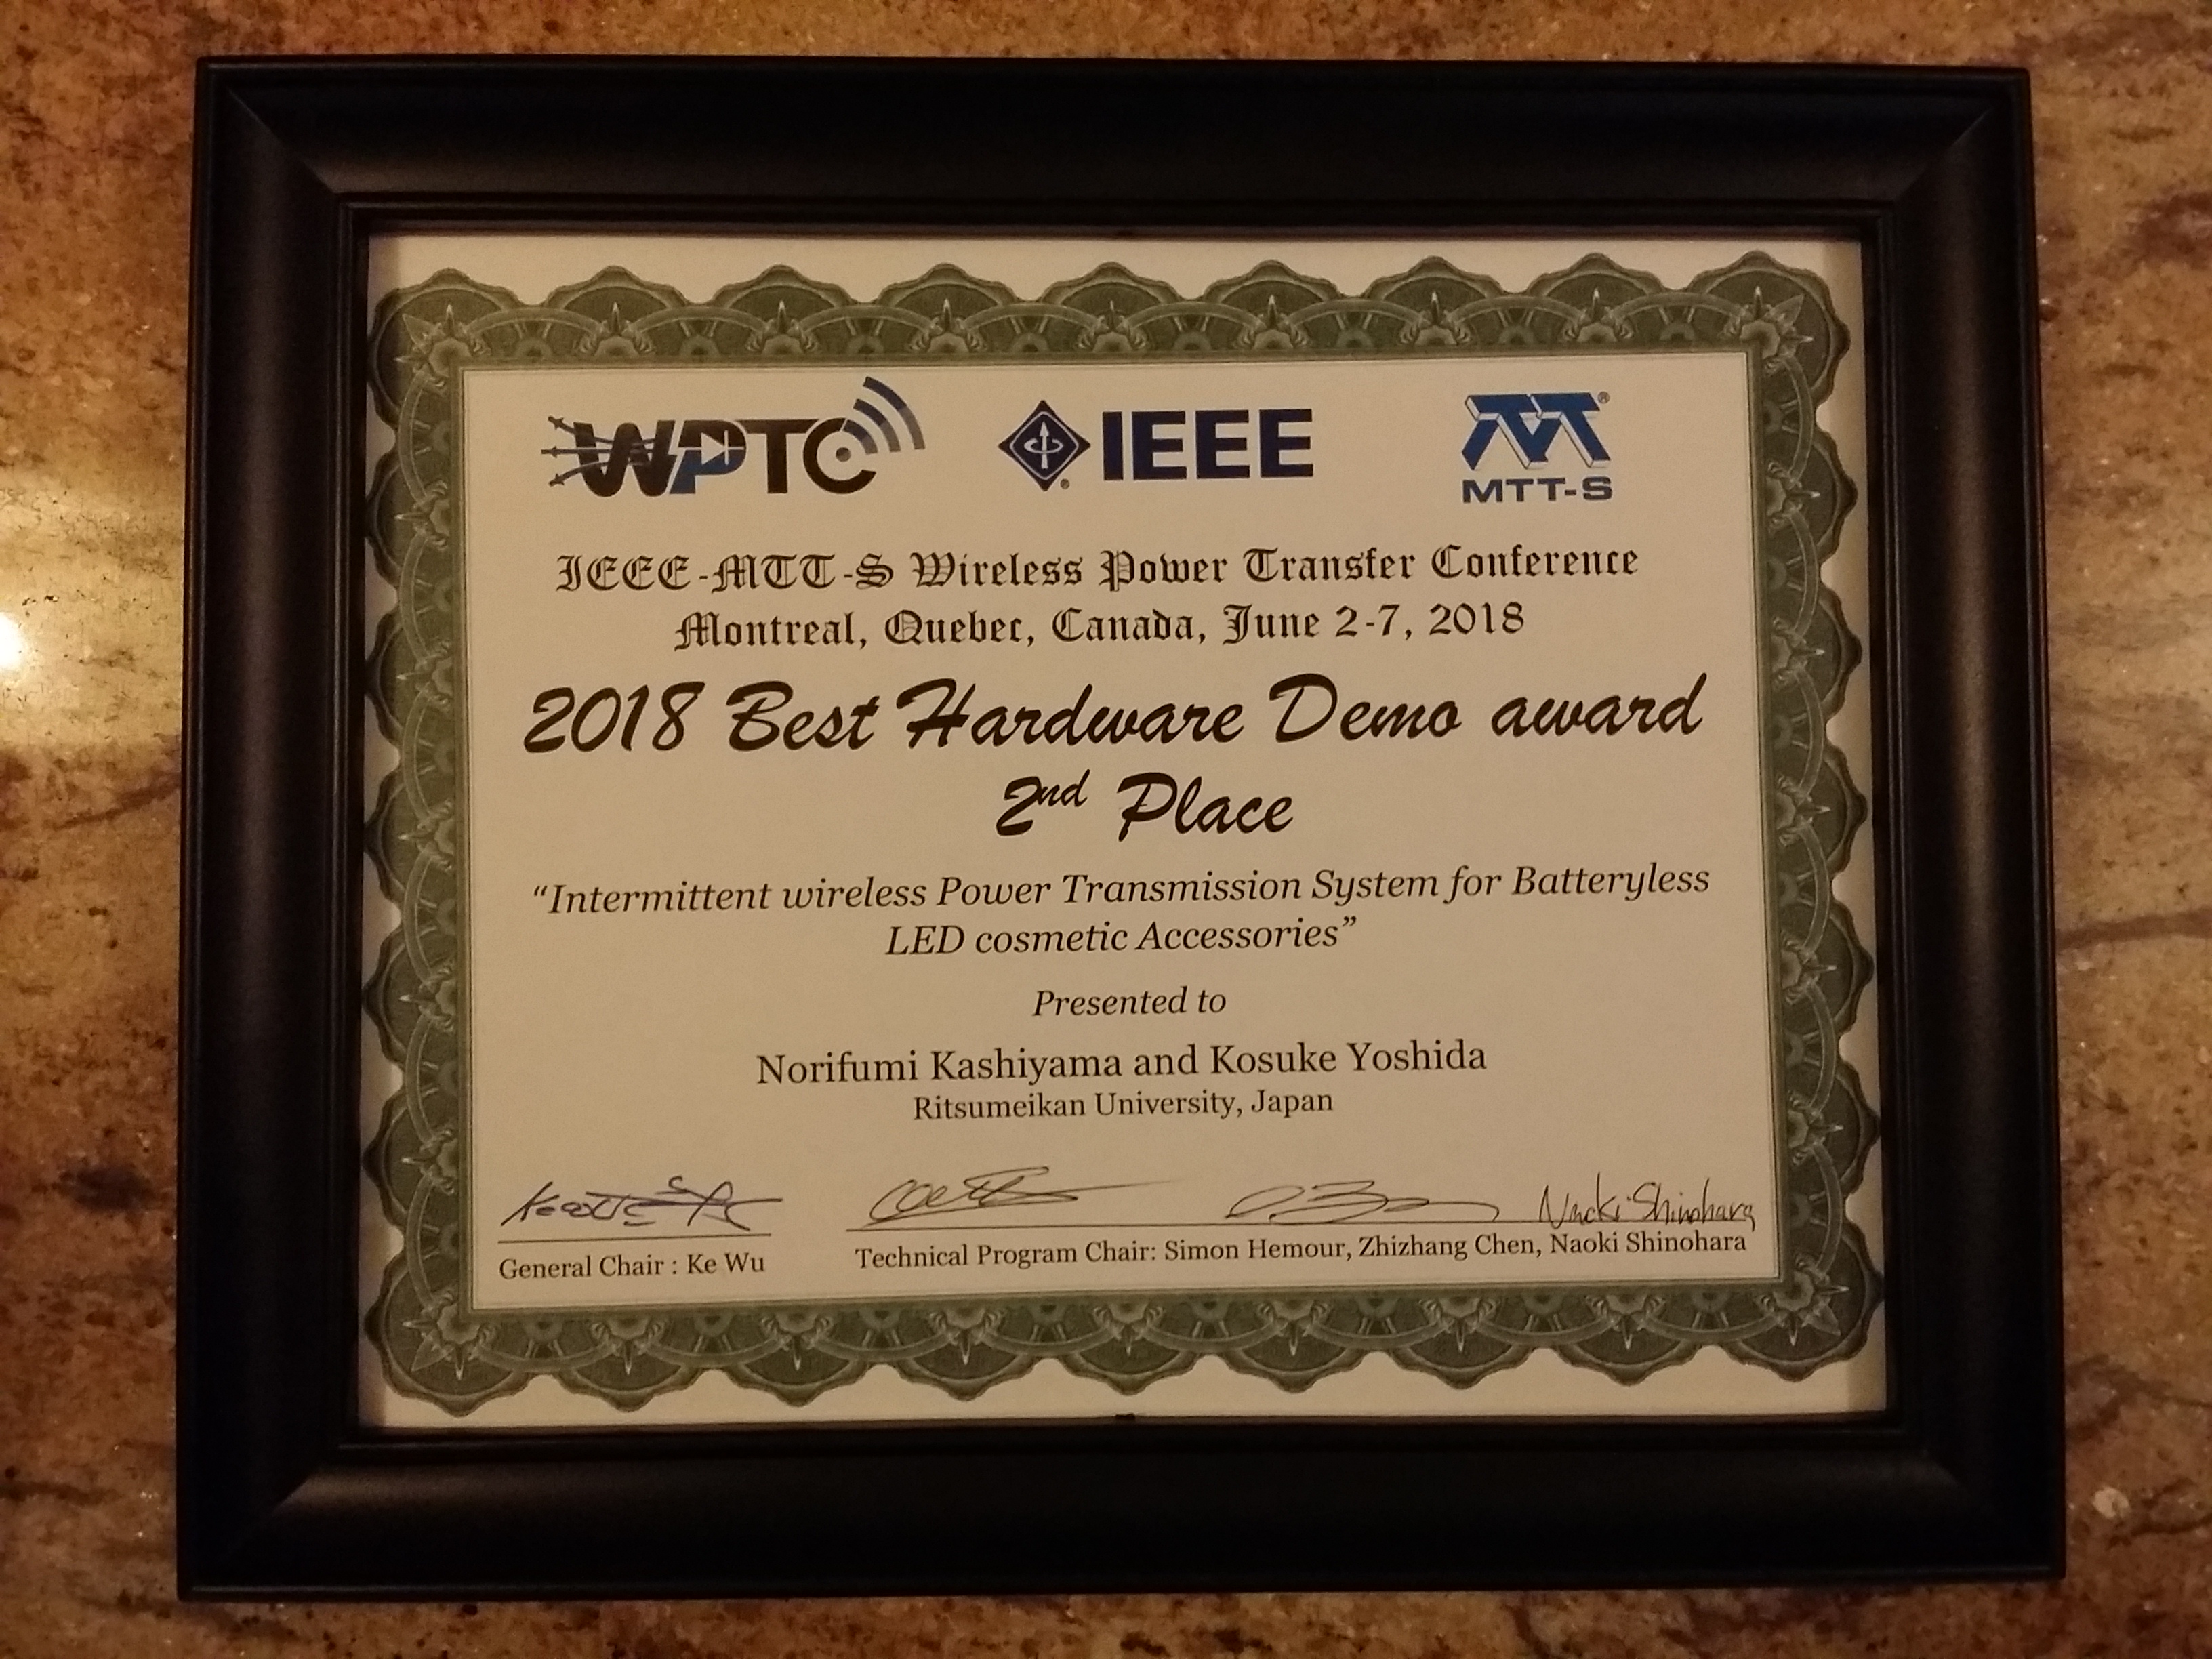 WPTC IEEE MTT-S
IEEE-MTT-S Wireless Power Transfer Conference
Montreal, Quebec, Canada, June 2-7, 2018
2018 Best Hardware Demo award
2nd Place
“Intermittent wireless Power Transmission System for Batteryless
LED cosmetic Accessories”
Presented to
Norifumi Kashiyama and Kosuke Yoshida
Ritsumeikan University, Japan
Naoki Shinohara
General Chair : Ke Wu
Technical Program Chair: Simon Hemour, Zhizhang Chen, Naoki Shinohara